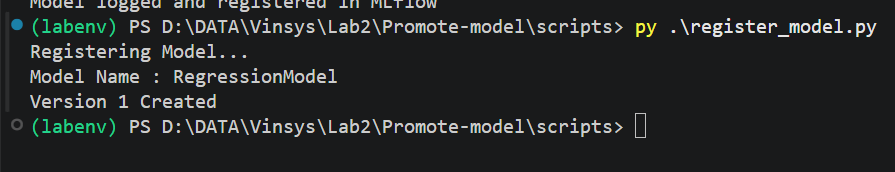 Model logged and registered in MLflow
(labenv) PS D:\DATA\Vinsys\Lab2\Promote-model\scripts> py .\register_model.py
Registering Model...
Model Name : RegressionModel
Version 1 Created
(labenv) PS D:\DATA\Vinsys\Lab2\Promote-model\scripts>